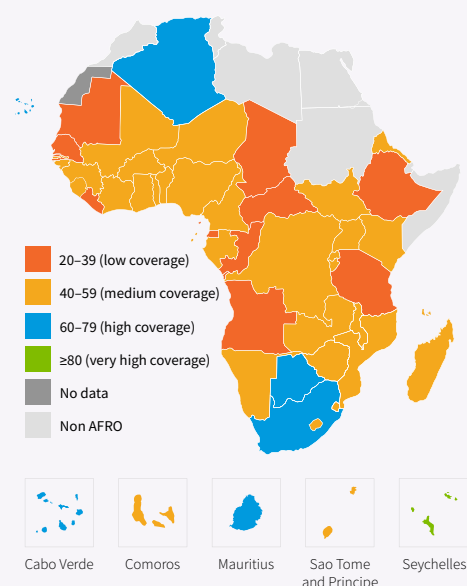 20–39 (low coverage)
40–59 (medium coverage)
60–79 (high coverage)
≥80 (very high coverage)
No data
Non AFRO
Cabo Verde
Comoros
Mauritius
Sao Tome
and Principe
Seychelles